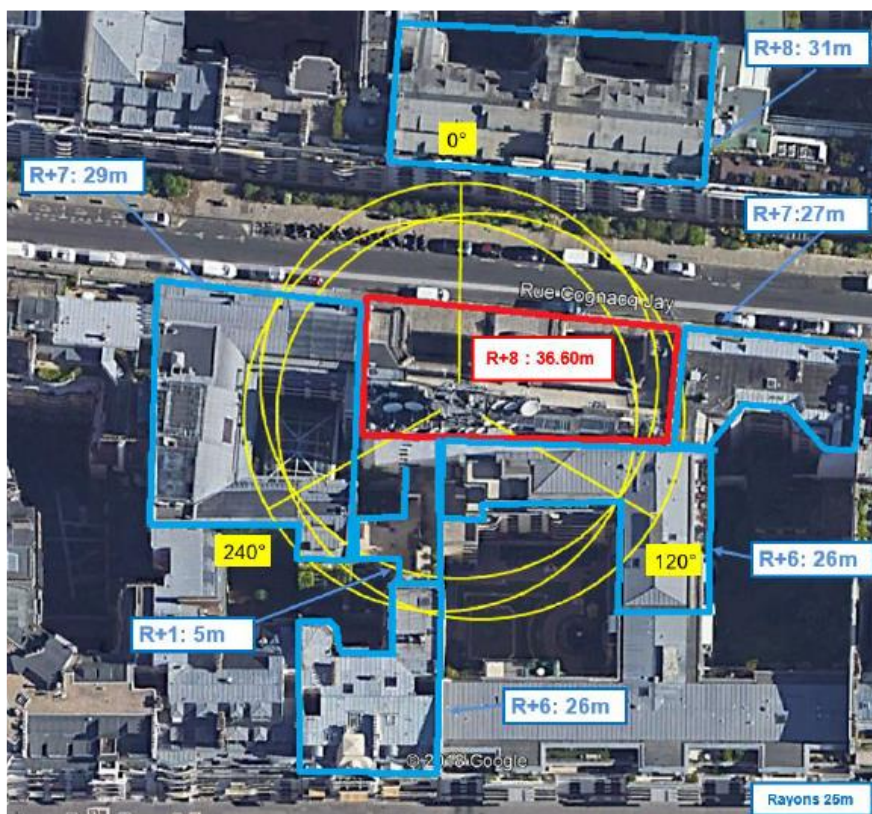 R+8: 31m
0°
R+7: 29m
R+7:27m
Rue Cognacq Jay
R+8 : 36.60m
240°
120°
R+6: 26m
R+1: 5m
R+6: 26m
© 2018 Google
Rayons 25m